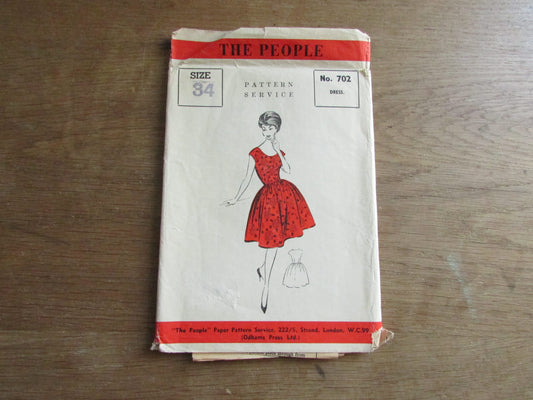 THE PEOPLE
SIZE
34
PATTERN
SERVICE
No. 702
DRESS.
"The People" Paper Pattern Service, 222/5, Strand, London, W.C.99
(Odhams Press Ltd.)